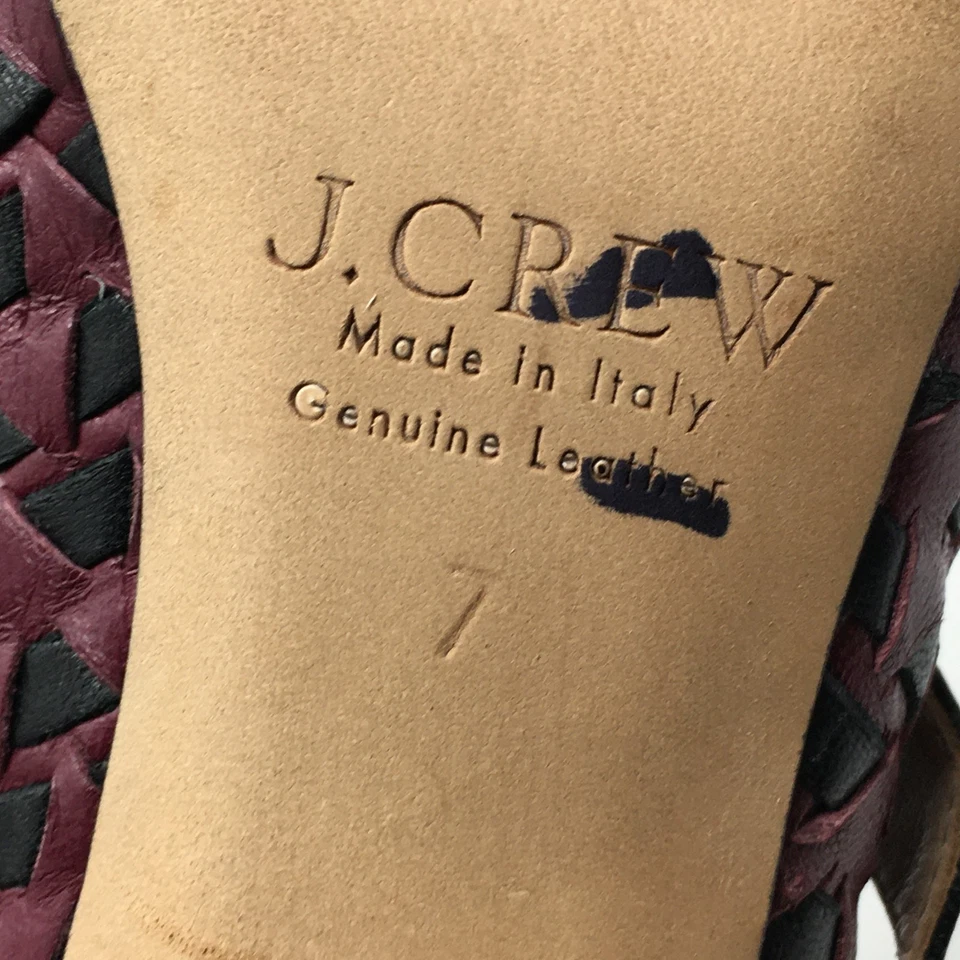 J.CREW
Made in Italy
Genuine Leather
7